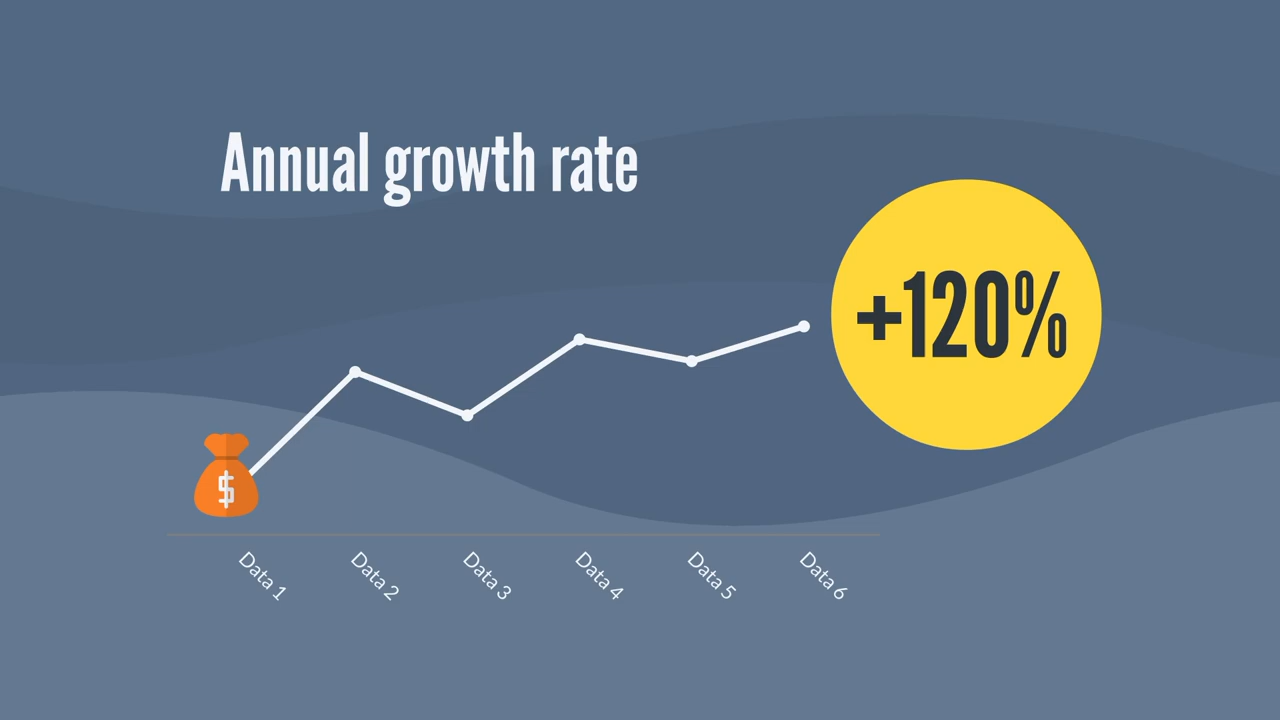 Annual growth rate
+120%
$
Data 1
Data 2
Data 3
Data 4
Data 5
Data 6